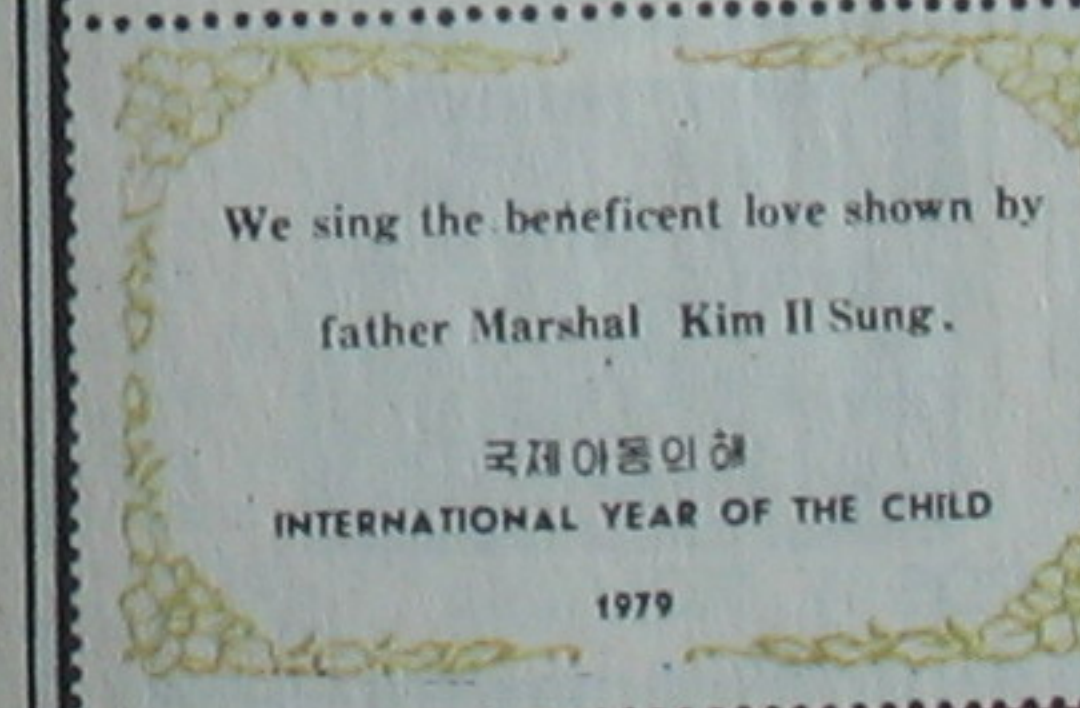 We sing the beneficent love shown by
father Marshal Kim Il Sung.
국제아동의 해
INTERNATIONAL YEAR OF THE CHILD
1979